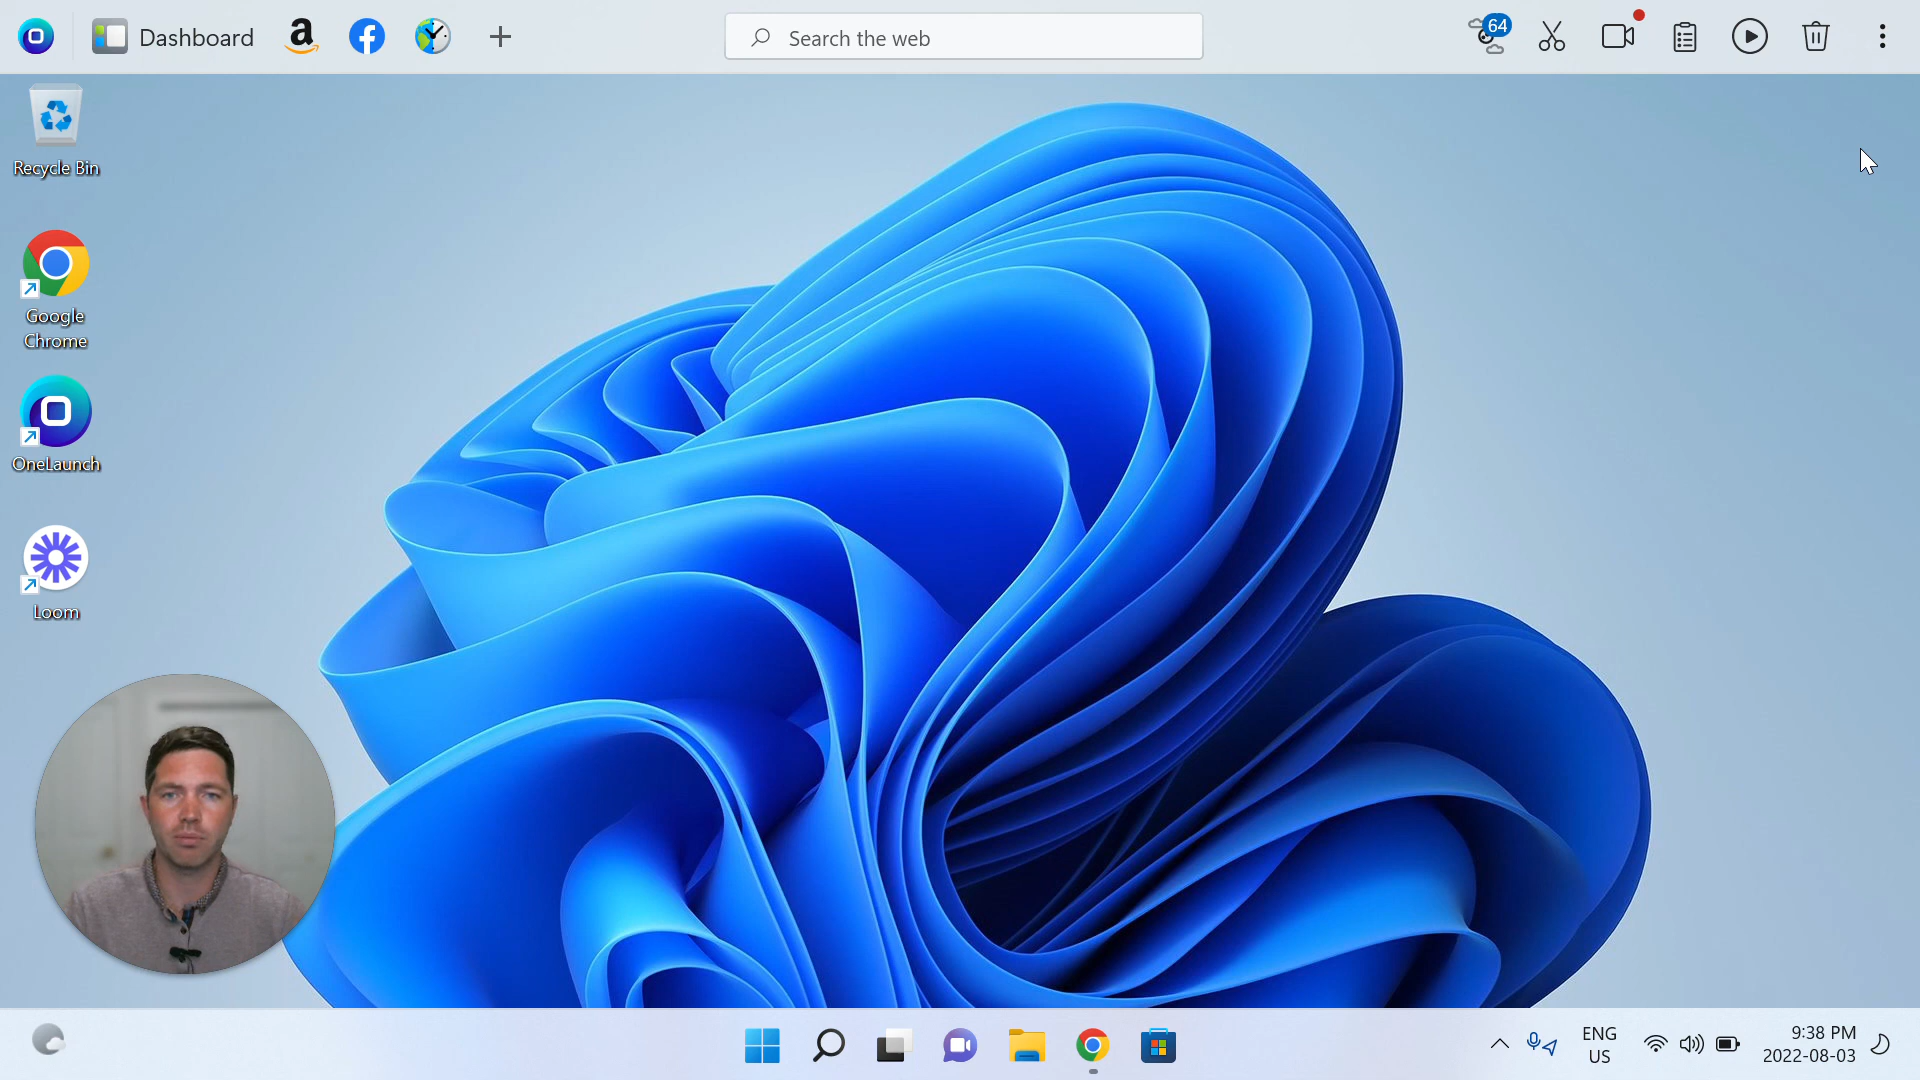 Dashboard
a
Search the web
64
Recycle Bin
Google
Chrome
OneLaunch
Loom
ENG
US
9:38 PM
2022-08-03